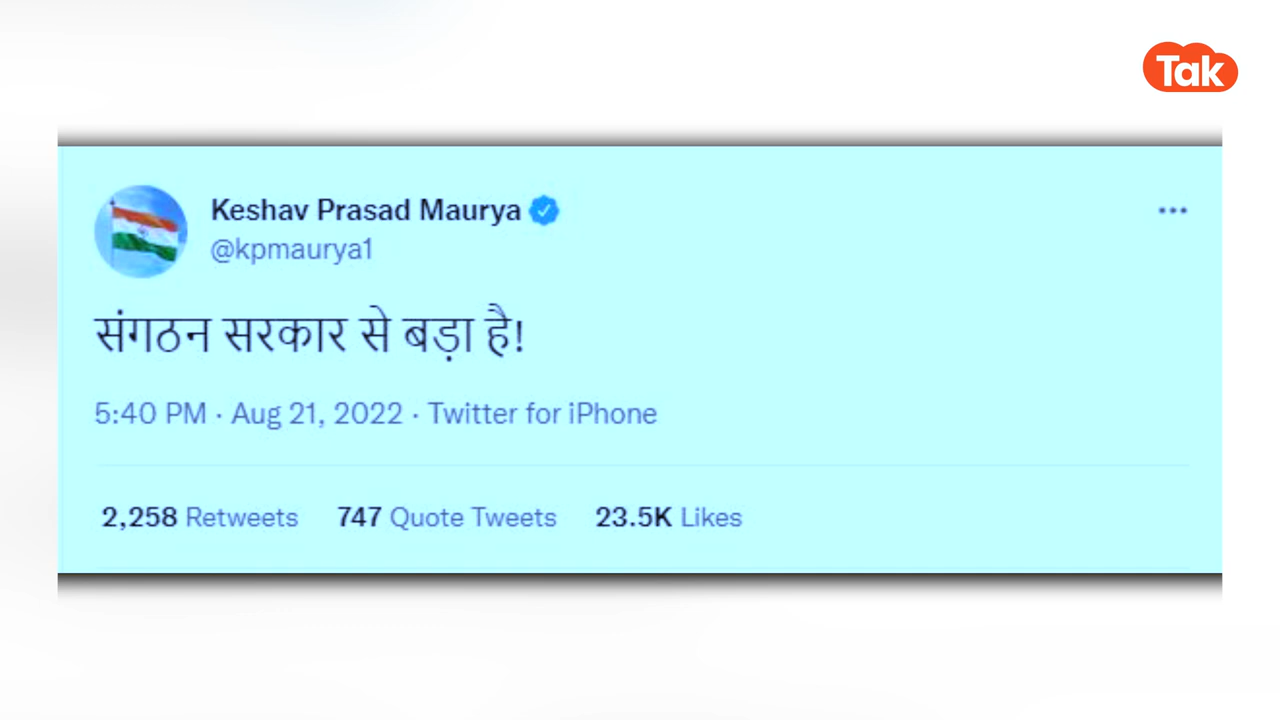 Tak
Keshav Prasad Maurya
@kpmaurya1
संगठन सरकार से बड़ा है!
5:40 PM · Aug 21, 2022 · Twitter for iPhone
2,258 Retweets 747 Quote Tweets 23.5K Likes